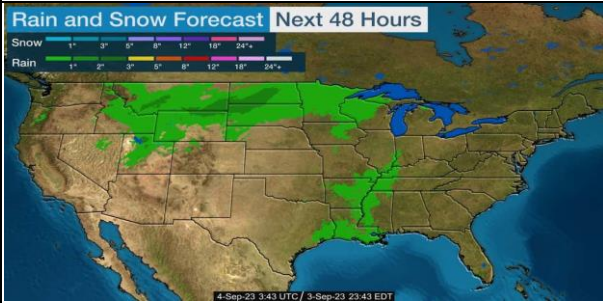 Rain and Snow Forecast Next 48 Hours
Snow
1" 3" 5" 8" 12" 18" 24"+
Rain
1" 2" 3" 5" 8" 12" 18" 24"+
4-Sep-23 3:43 UTC / 3-Sep-23 23:43 EDT